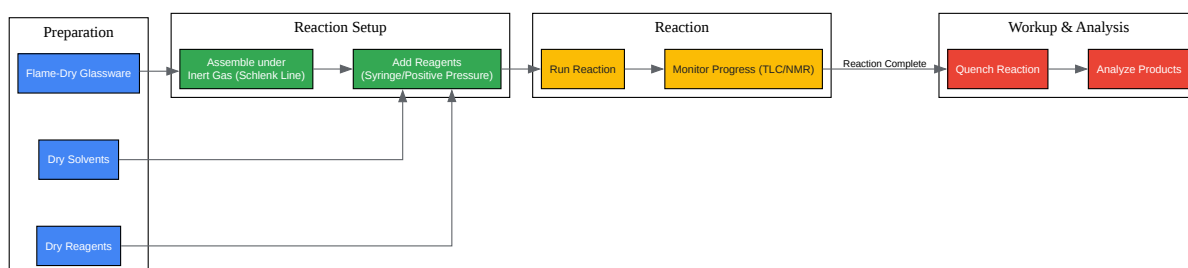 Preparation
Flame-Dry Glassware
Dry Solvents
Dry Reagents
Reaction Setup
Assemble under
Inert Gas (Schlenk Line)
Add Reagents
(Syringe/Positive Pressure)
Reaction
Run Reaction
Monitor Progress (TLC/NMR)
Reaction Complete
Workup & Analysis
Quench Reaction
Analyze Products